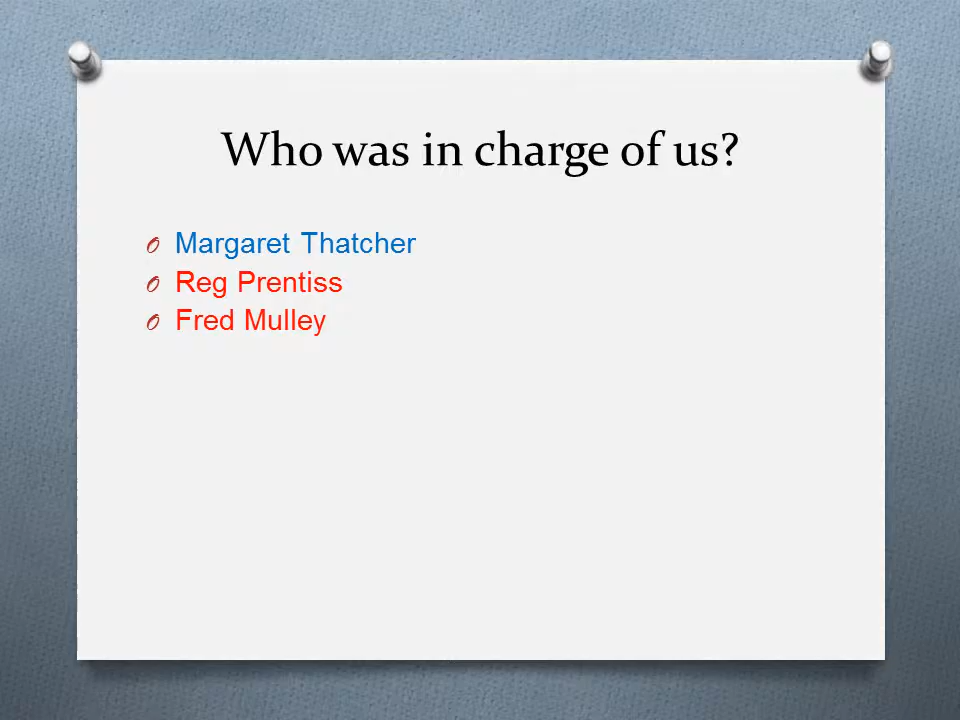 Who was in charge of us?
Margaret Thatcher
Reg Prentiss
Fred Mulley